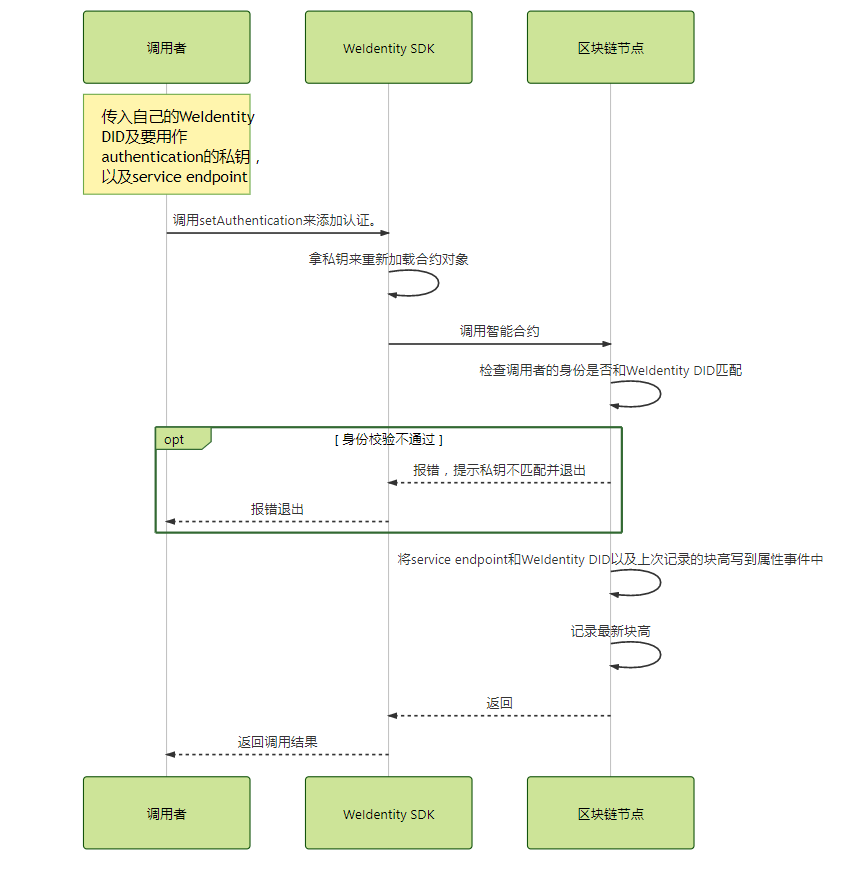 调用者
WeIdentity SDK
区块链节点
传入自己的WeIdentity
DID及要用作
authentication的私钥，
以及service endpoint
调用setAuthentication来添加认证。
拿私钥来重新加载合约对象
调用智能合约
检查调用者的身份是否和WeIdentity DID匹配
opt
[ 身份校验不通过 ]
报错，提示私钥不匹配并退出
报错退出
将service endpoint和WeIdentity DID以及上次记录的块高写到属性事件中
记录最新块高
返回
返回调用结果
调用者
WeIdentity SDK
区块链节点